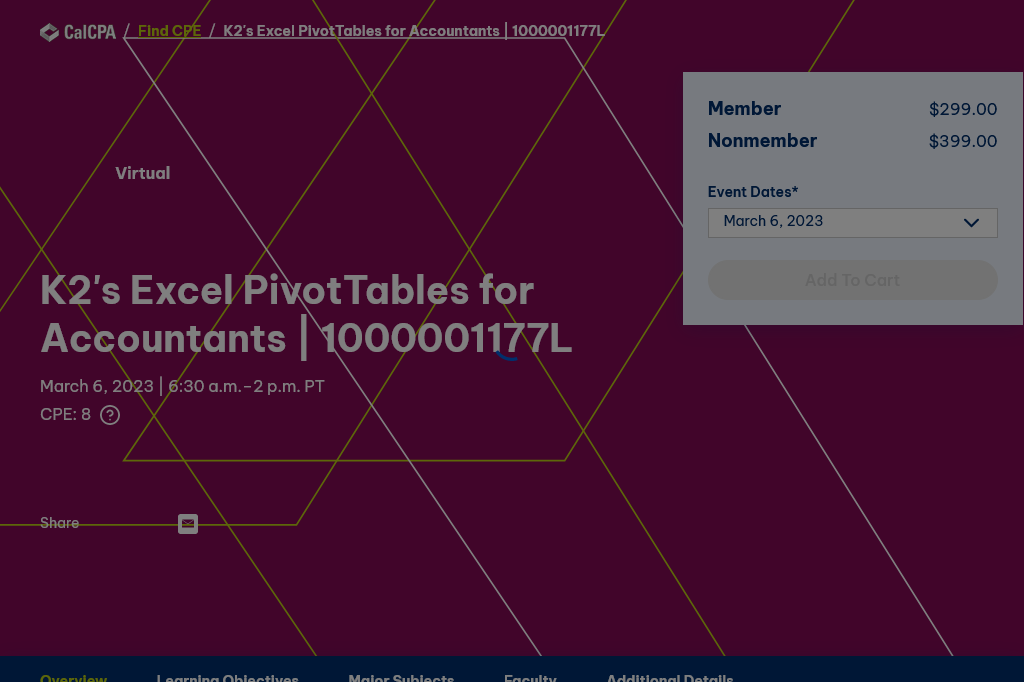 CalCPA / Find CPE / K2's Excel PivotTables for Accountants | 1000001177L
Member $299.00
Nonmember $399.00
Virtual
Event Dates*
March 6, 2023
Add To Cart
K2's Excel PivotTables for
Accountants | 1000001177L
March 6, 2023 | 6:30 a.m.–2 p.m. PT
CPE: 8 ?
Share
Overview Learning Objectives Major Subjects Faculty Additional Details